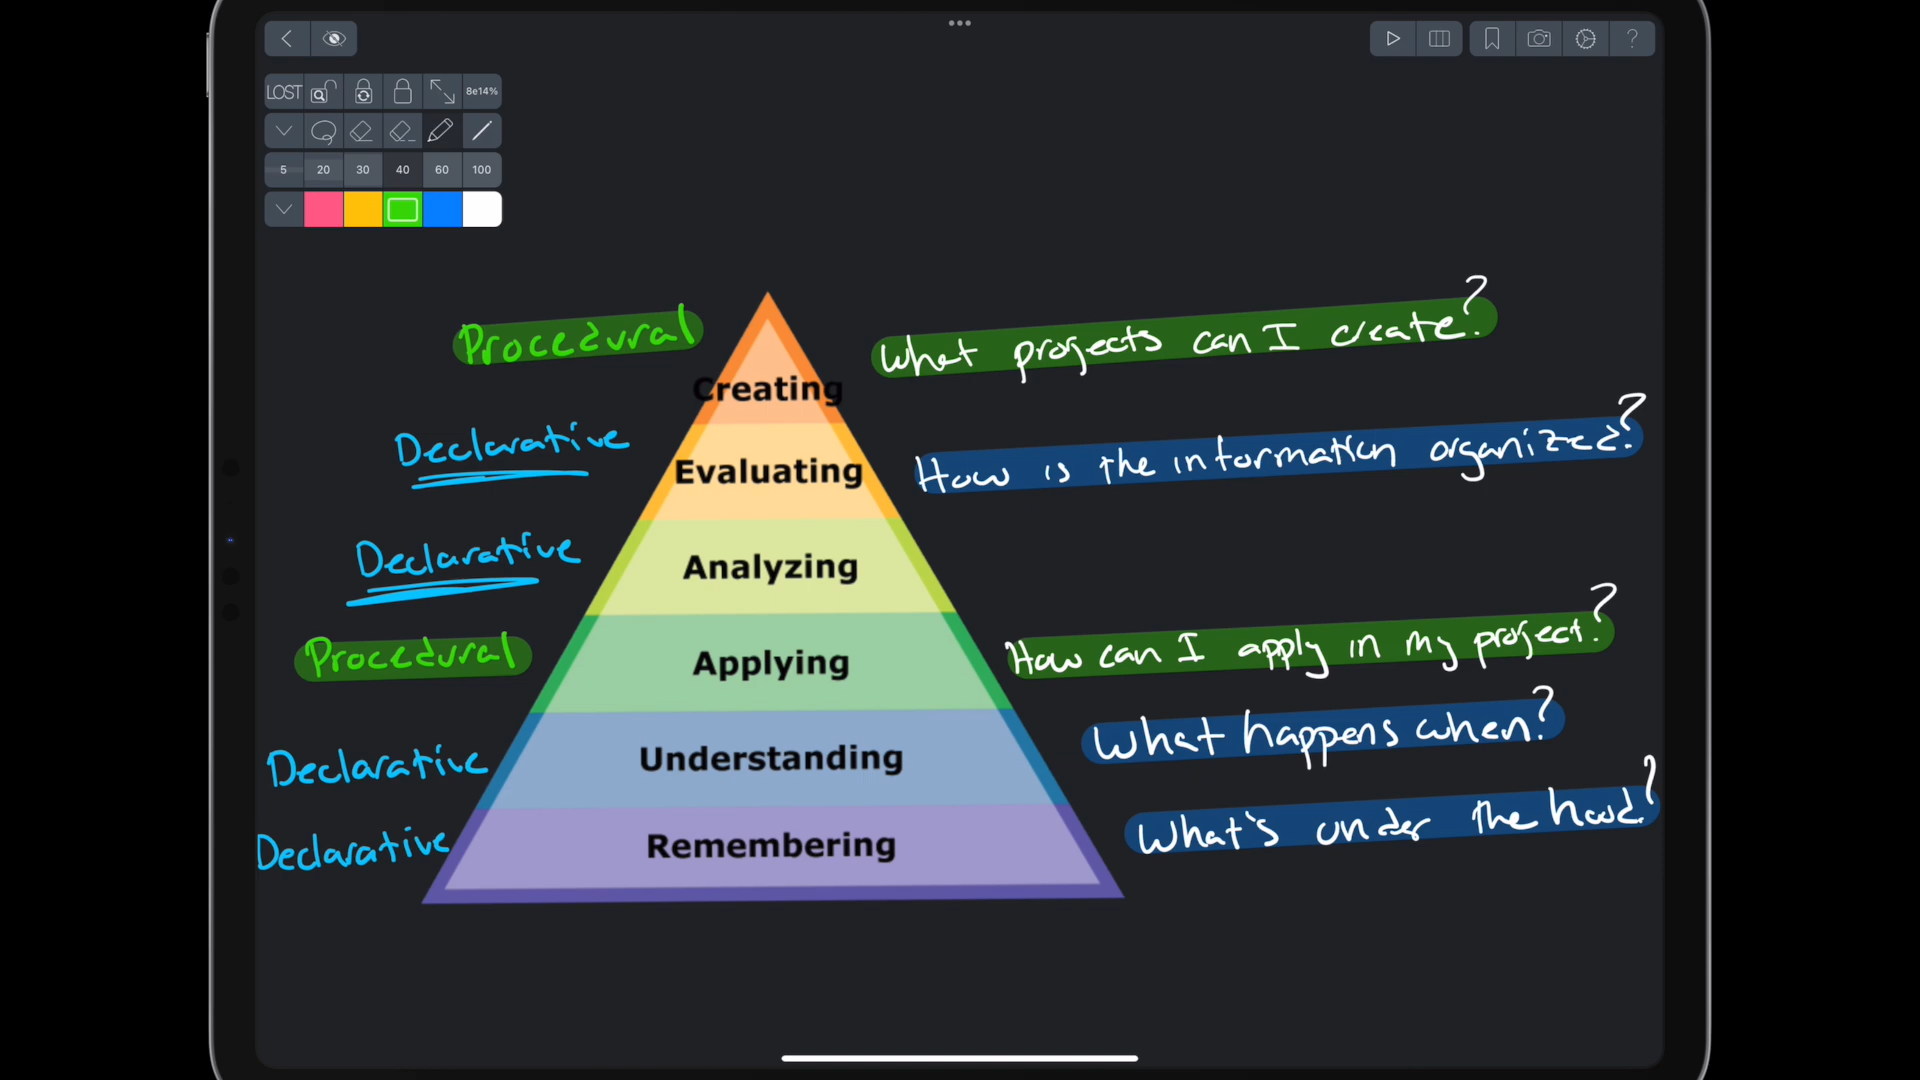 LOST 8e14%
5 20 30 40 60 100
Procedural Creating What projects can I create?
Declarative Evaluating How is the information organized?
Declarative Analyzing
Procedural Applying How can I apply in my project?
Declarative Understanding What happens when?
Declarative Remembering What's under the hood?
?